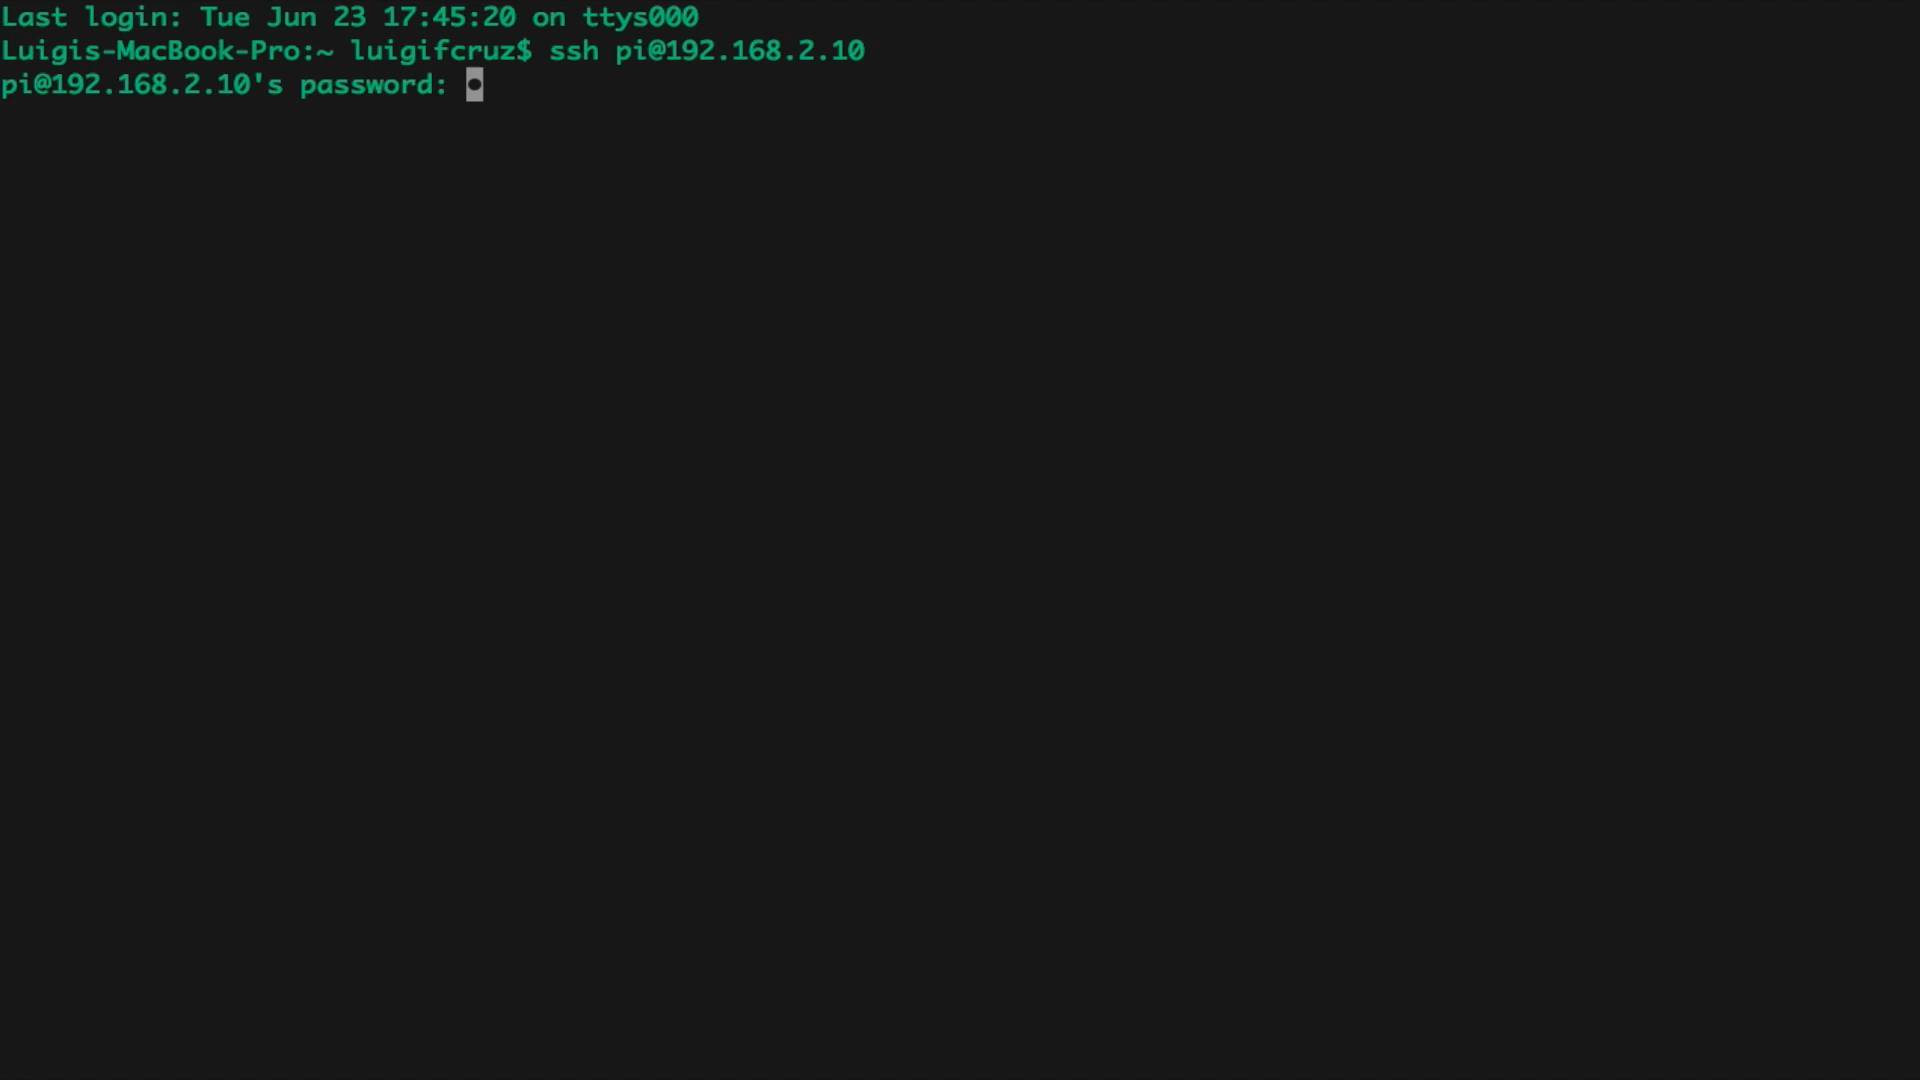 Last login: Tue Jun 23 17:45:20 on ttys000
Luigis-MacBook-Pro:~ luigifcruz$ ssh pi@192.168.2.10
pi@192.168.2.10's password: